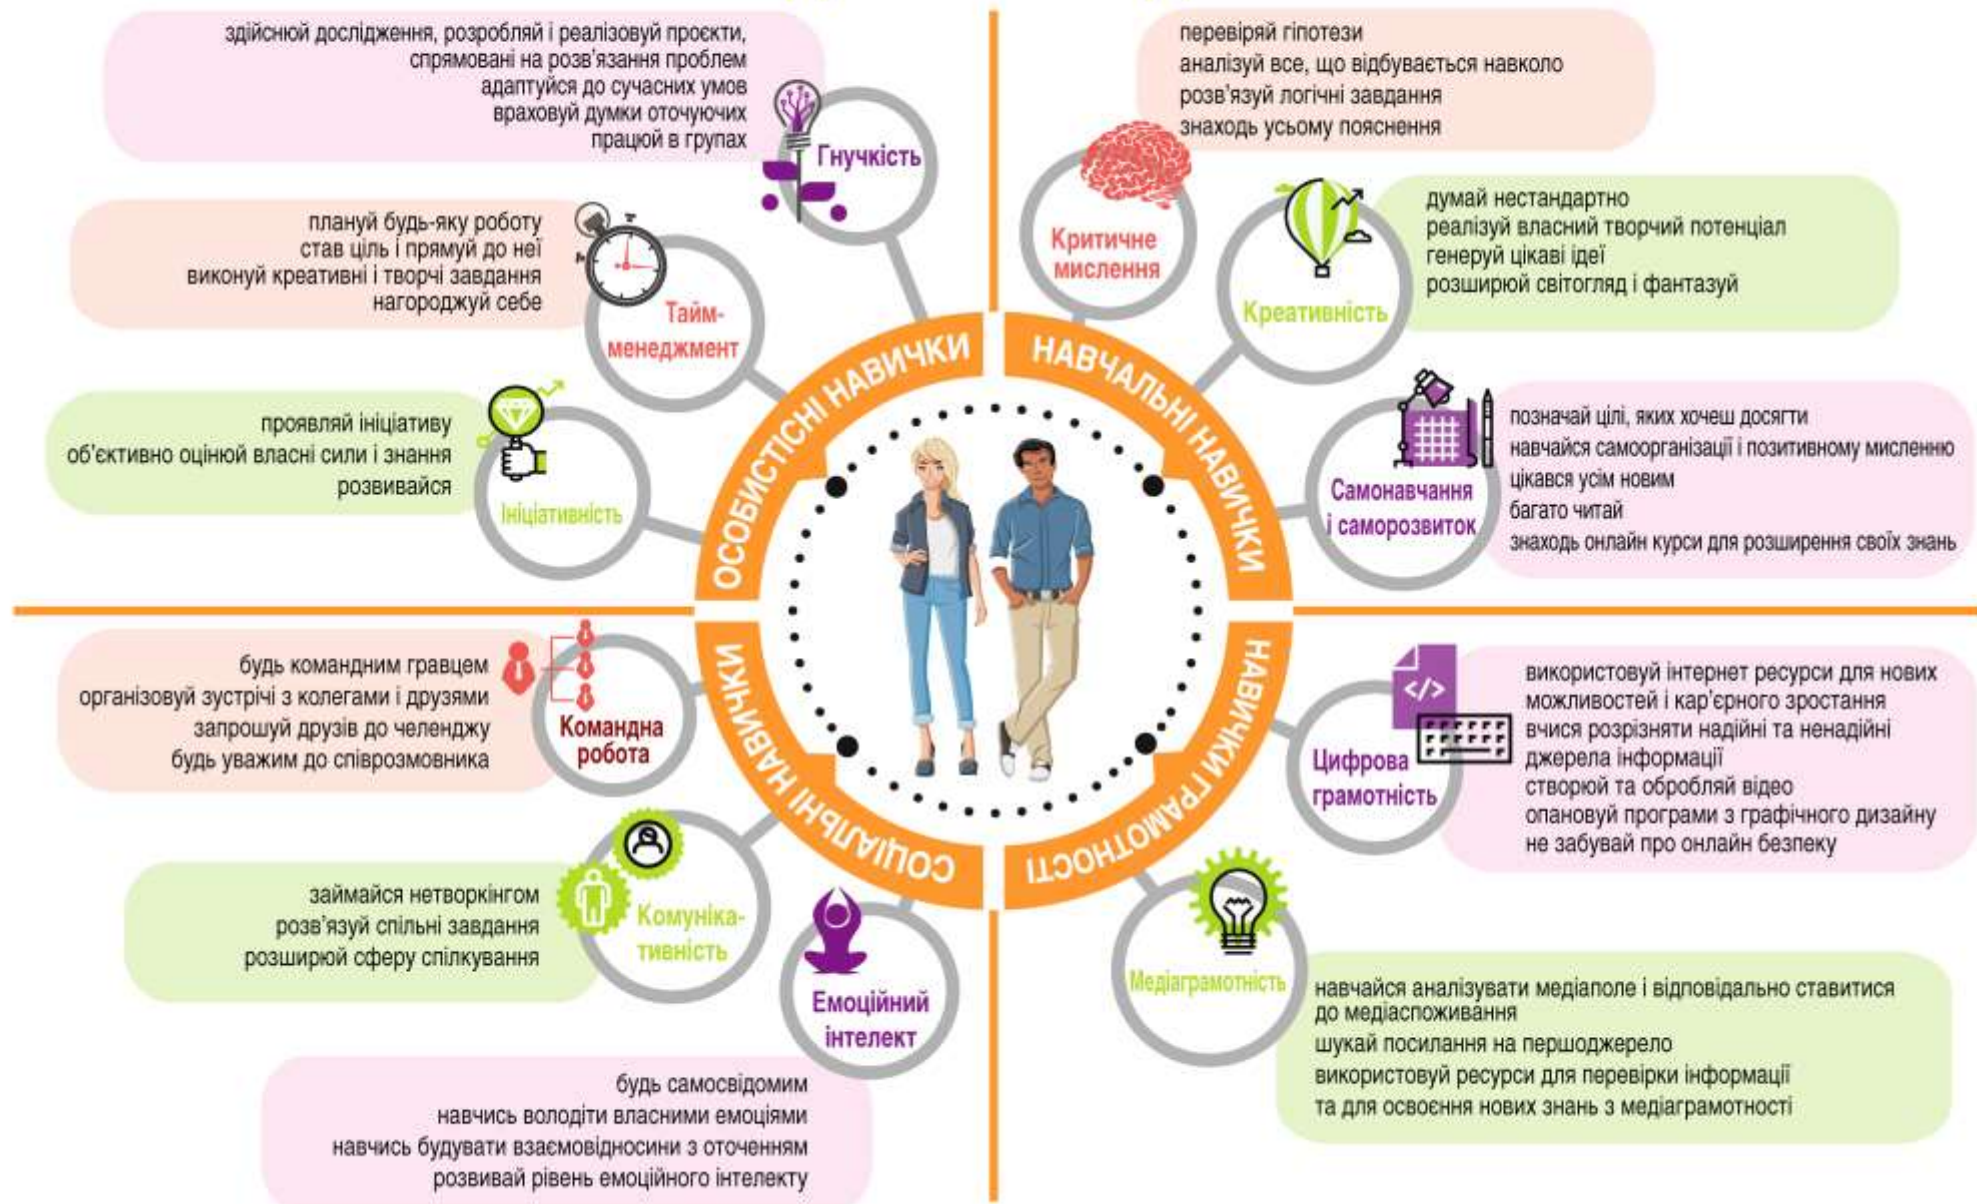 здійснюй дослідження, розробляй і реалізовуй проєкти,
спрямовані на розв'язання проблем
адаптуйся до сучасних умов
враховуй думки оточуючих
працюй в групах
Гнучкість
плануй будь-яку роботу
став ціль і прямуй до неї
виконуй креативні і творчі завдання
нагороджуй себе
Тайм-
менеджмент
проявляй ініціативу
об'єктивно оцінюй власні сили і знання
розвивайся
Ініціативність
ОСОБИСТІСНІ НАВИЧКИ
перевіряй гіпотези
аналізуй все, що відбувається навколо
розв'язуй логічні завдання
знаходь усьому пояснення
Критичне
мислення
думай нестандартно
реалізуй власний творчий потенціал
генеруй цікаві ідеї
розширюй світогляд і фантазуй
Креативність
НАВЧАЛЬНІ НАВИЧКИ
позначай цілі, яких хочеш досягти
навчайся самоорганізації і позитивному мисленню
цікався усім новим
багато читай
знаходь онлайн курси для розширення своїх знань
Самонавчання
і саморозвиток
будь командним гравцем
організовуй зустрічі з колегами і друзями
запрошуй друзів до челенджу
будь уважим до співрозмовника
Командна
робота
СОЦІАЛЬНІ НАВИЧКИ
займайся нетворкінгом
розв'язуй спільні завдання
розширюй сферу спілкування
Комуніка-
тивність
Емоційний
інтелект
будь самосвідомим
навчись володіти власними емоціями
навчись будувати взаємовідносини з оточенням
розвивай рівень емоційного інтелекту
НАВИЧКИ ГРАМОТНОСТІ
</>
Цифрова
грамотність
використовуй інтернет ресурси для нових
можливостей і кар'єрного зростання
вчися розрізняти надійні та ненадійні
джерела інформації
створюй та обробляй відео
опановуй програми з графічного дизайну
не забувай про онлайн безпеку
Медіаграмотність
навчайся аналізувати медіаполе і відповідально ставитися
до медіаспоживання
шукай посилання на першоджерело
використовуй ресурси для перевірки інформації
та для освоєння нових знань з медіаграмотності